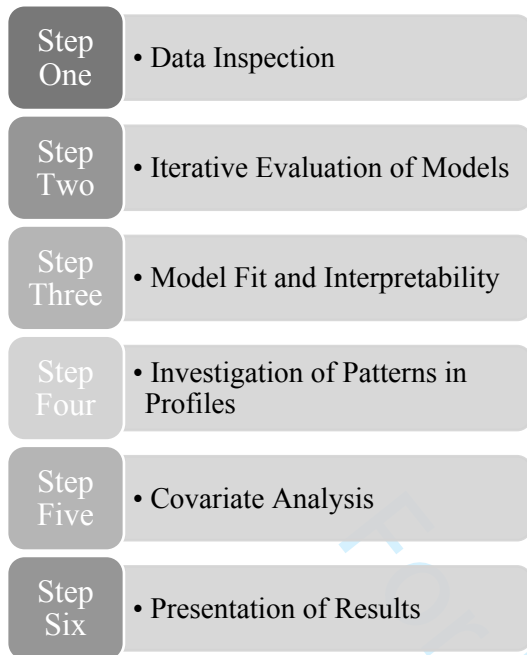 Step
One
• Data Inspection
Step
Two
• Iterative Evaluation of Models
Step
Three
• Model Fit and Interpretability
Step
Four
• Investigation of Patterns in
Profiles
Step
Five
• Covariate Analysis
Step
Six
• Presentation of Results
For